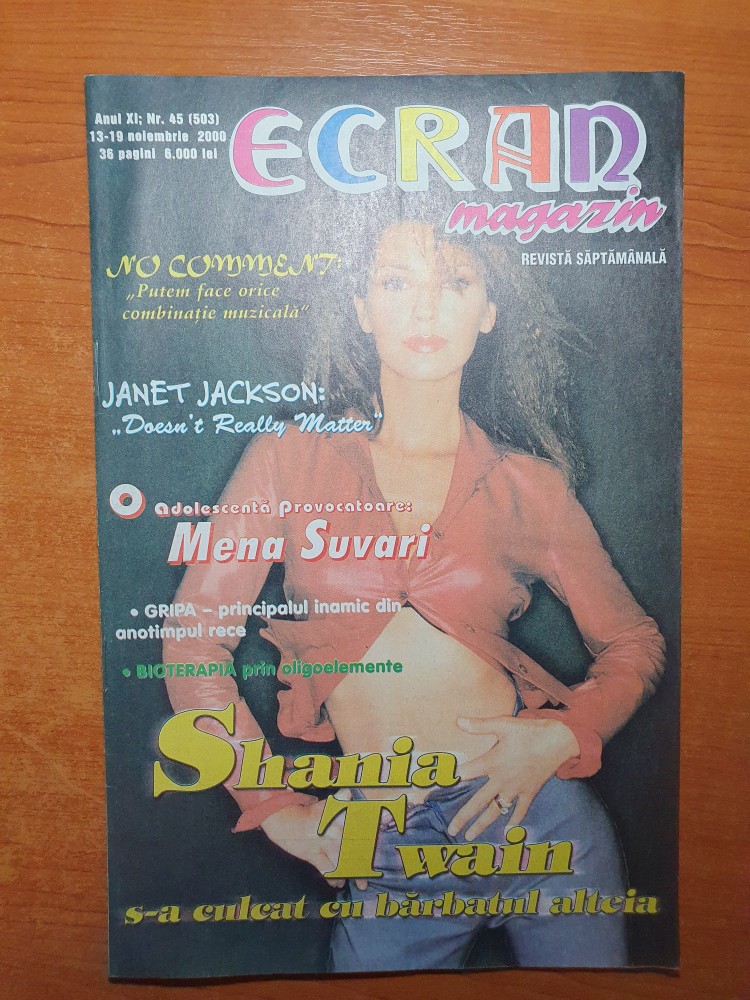 Anul XI; Nr. 45 (503)
13-19 noiembrie 2000
36 pagini 6.000 lei
ECRAN
magazin
REVISTĂ SĂPTĂMÂNALĂ
NO COMMENT:
„Putem face orice
combinaţie muzicală“
JANET JACKSON:
„Doesn't Really Matter“
O adolescentă provocatoare:
Mena Suvari
• GRIPA – principalul inamic din
anotimpul rece
• BIOTERAPIA prin oligoelemente
Shania
Twain
s-a culcat cu bărbatul alteia